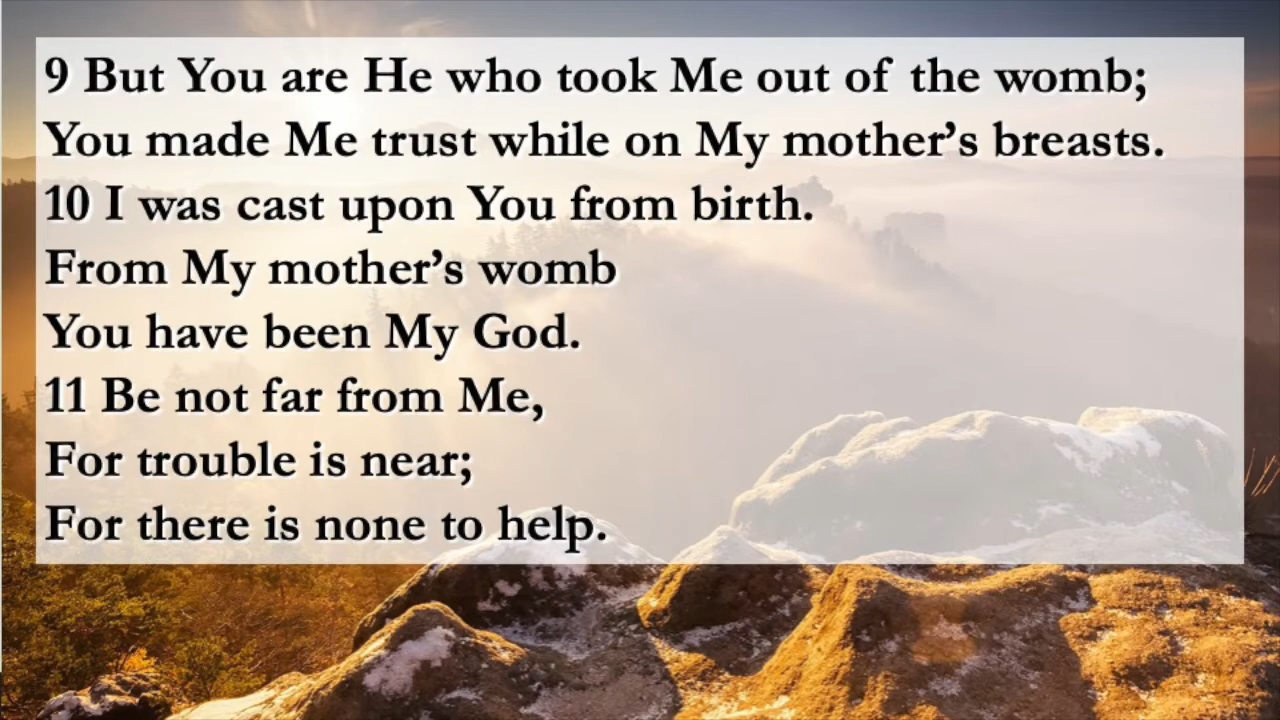 9 But You are He who took Me out of the womb;
You made Me trust while on My mother’s breasts.
10 I was cast upon You from birth.
From My mother’s womb
You have been My God.
11 Be not far from Me,
For trouble is near;
For there is none to help.